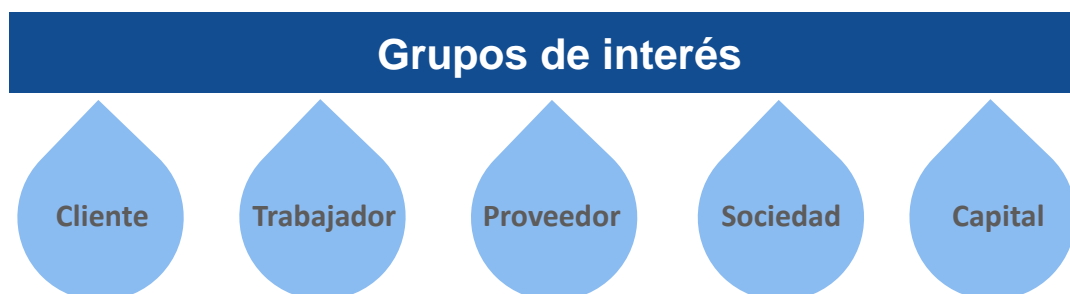 Grupos de interés
Cliente
Trabajador
Proveedor
Sociedad
Capital